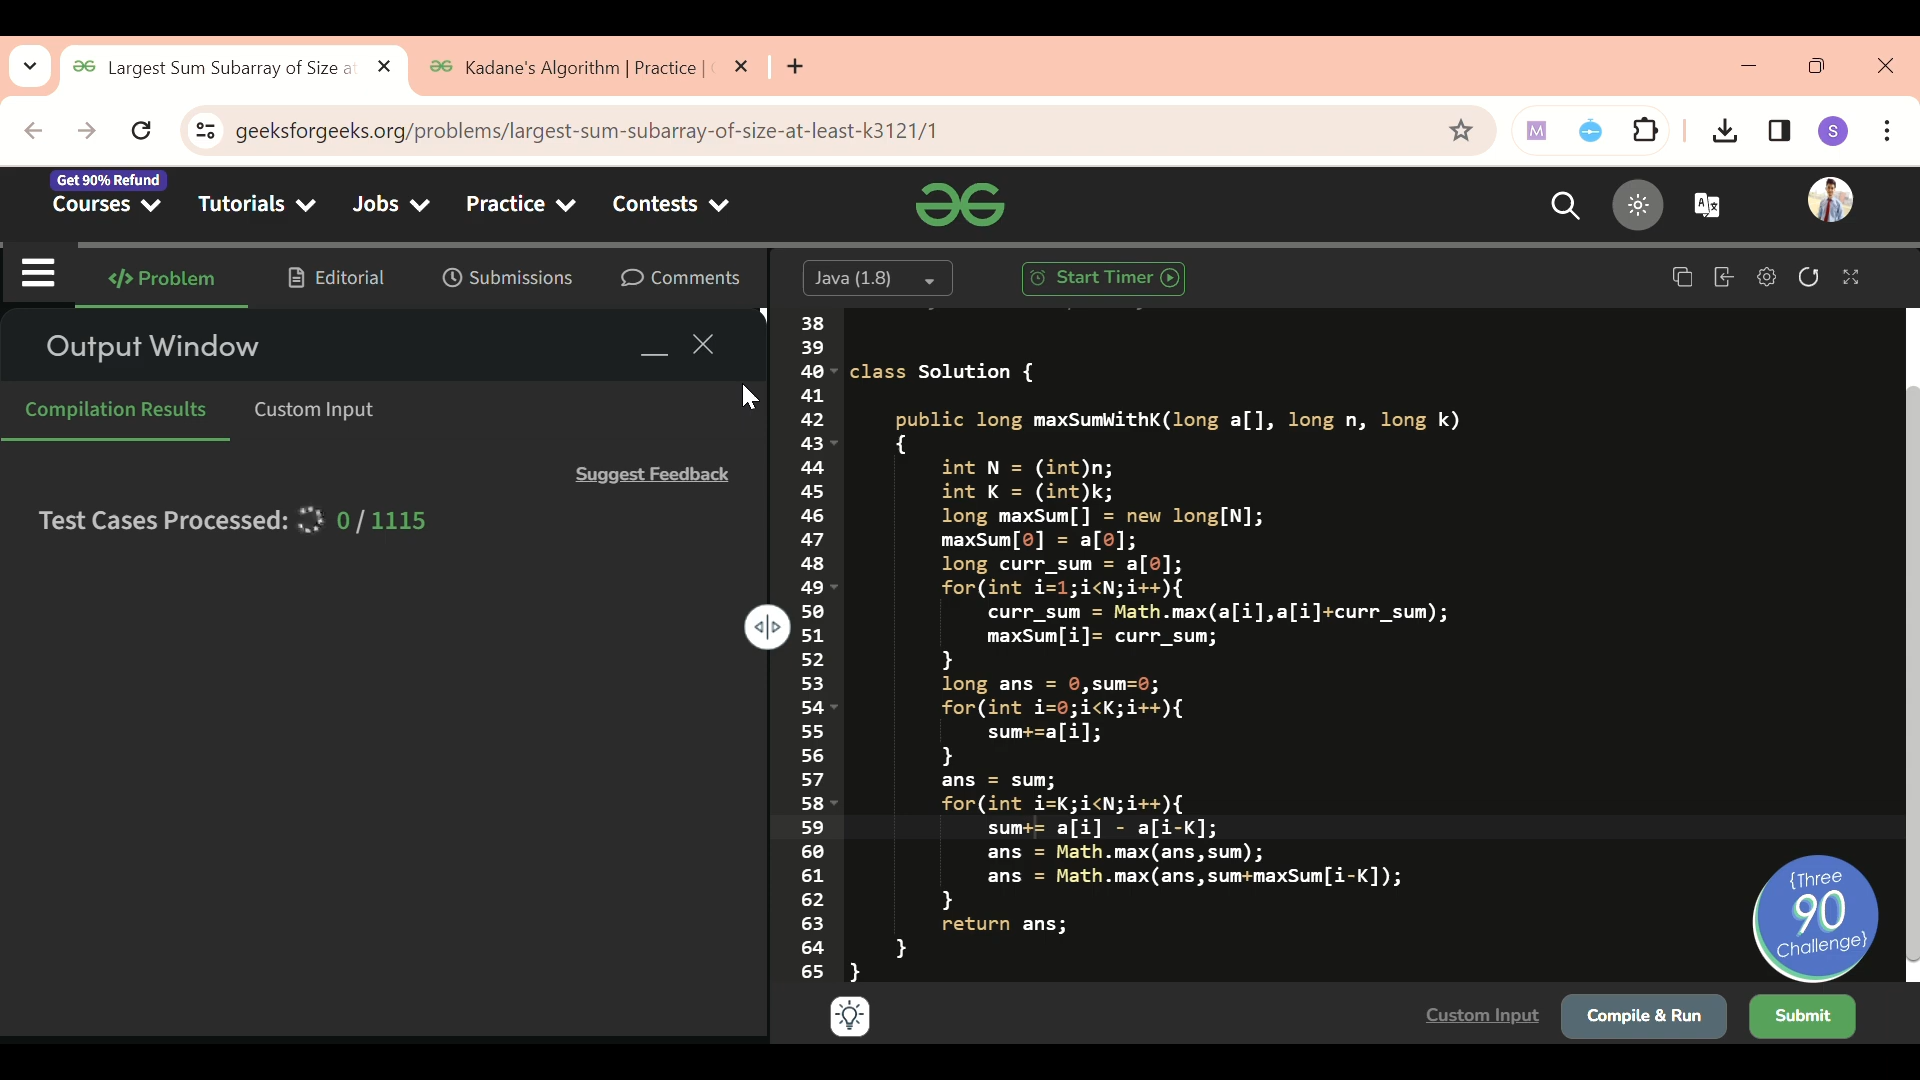 Largest Sum Subarray of Size at
Kadane's Algorithm | Practice |
geeksforgeeks.org/problems/largest-sum-subarray-of-size-at-least-k3121/1
M
S
Get 90% Refund
Courses
Tutorials
Jobs
Practice
Contests
</> Problem
Editorial
Submissions
Comments
Java (1.8)
Start Timer
Output Window
Compilation Results
Custom Input
Suggest Feedback
Test Cases Processed: 0 / 1115
38
39
40 class Solution {
41
42 public long maxSumWithK(long a[], long n, long k)
43 {
44 int N = (int)n;
45 int K = (int)k;
46 long maxSum[] = new long[N];
47 maxSum[0] = a[0];
48 long curr_sum = a[0];
49 for(int i=1;i<N;i++){
50 curr_sum = Math.max(a[i],a[i]+curr_sum);
51 maxSum[i]= curr_sum;
52 }
53 long ans = 0,sum=0;
54 for(int i=0;i<K;i++){
55 sum+=a[i];
56 }
57 ans = sum;
58 for(int i=K;i<N;i++){
59 sum+= a[i] - a[i-K];
60 ans = Math.max(ans,sum);
61 ans = Math.max(ans,sum+maxSum[i-K]);
62 }
63 return ans;
64 }
65 }
{Three
90
Challenge}
Custom Input
Compile & Run
Submit